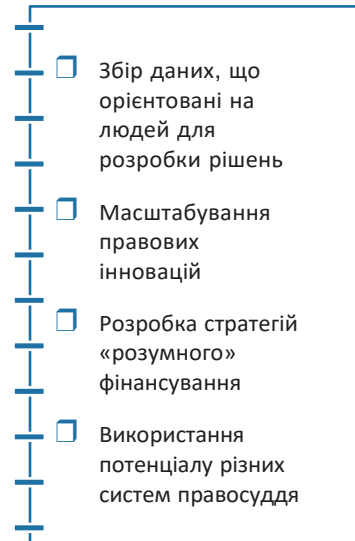 ❐ Збір даних, що
орієнтовані на
людей для
розробки рішень
❐ Масштабування
правових
інновацій
❐ Розробка стратегій
«розумного»
фінансування
❐ Використання
потенціалу різних
систем правосуддя